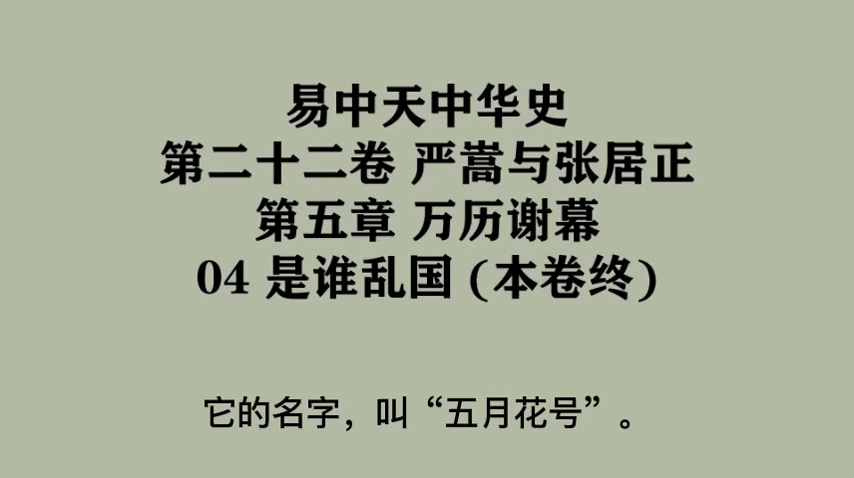 易中天中华史
第二十二卷 严嵩与张居正
第五章 万历谢幕
04 是谁乱国 (本卷终)
它的名字，叫“五月花号”。